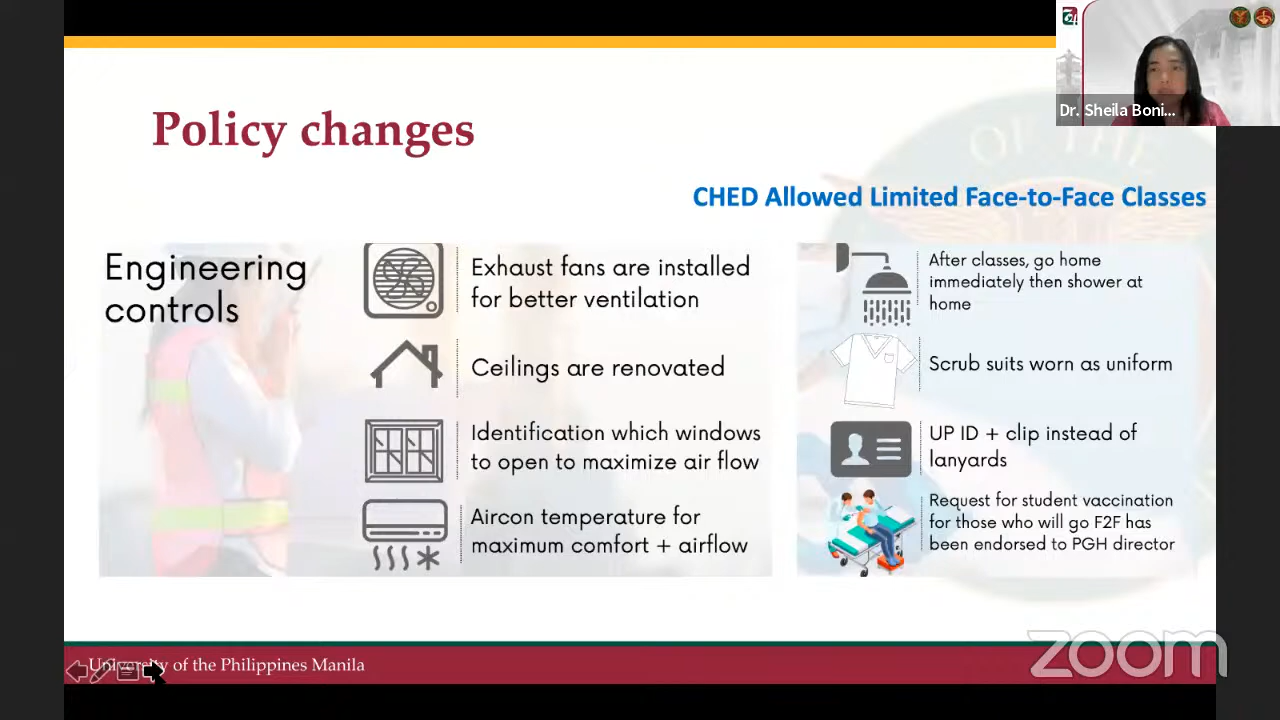 Policy changes
Dr. Sheila Boni...
OF THE
CHED Allowed Limited Face-to-Face Classes
Engineering
controls
Exhaust fans are installed
for better ventilation
Ceilings are renovated
Identification which windows
to open to maximize air flow
Aircon temperature for
maximum comfort + airflow
After classes, go home
immediately then shower at
home
Scrub suits worn as uniform
UP ID + clip instead of
lanyards
Request for student vaccination
for those who will go F2F has
been endorsed to PGH director
University of the Philippines Manila
zoom